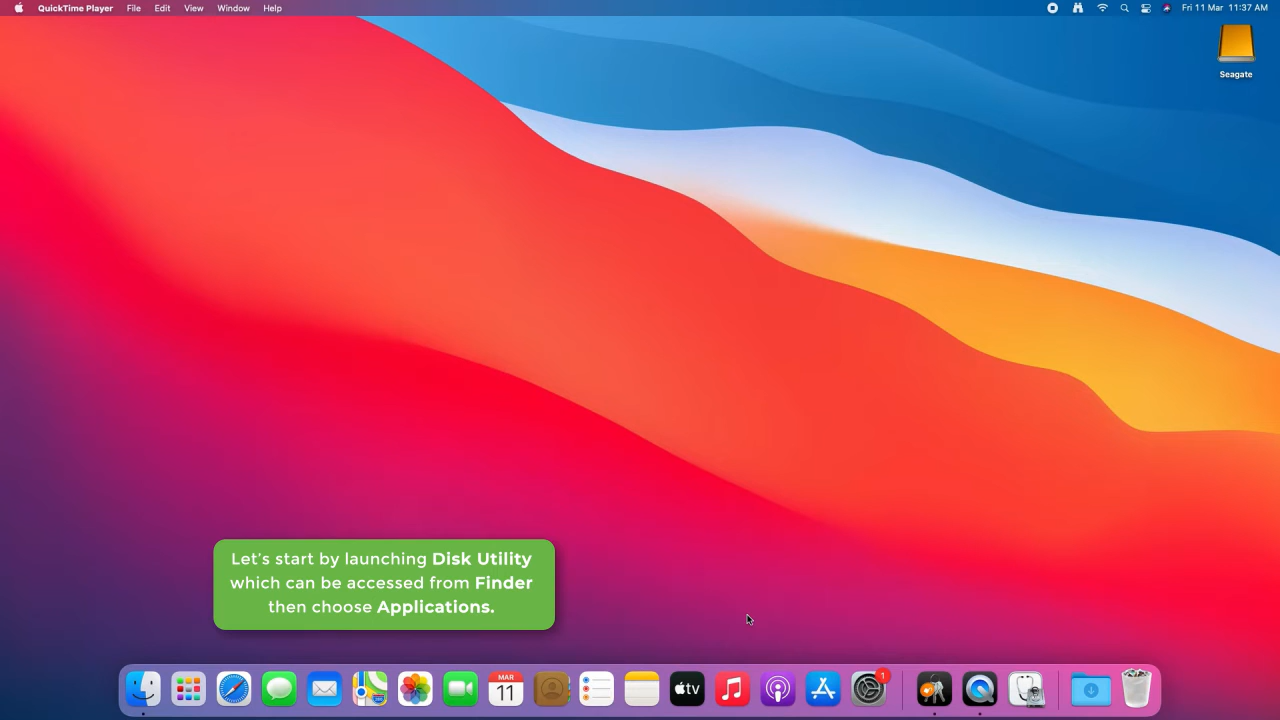 QuickTime Player File Edit View Window Help
Fri 11 Mar 11:37 AM
Seagate
Let's start by launching Disk Utility
which can be accessed from Finder
then choose Applications.
MAR
11
tv
1